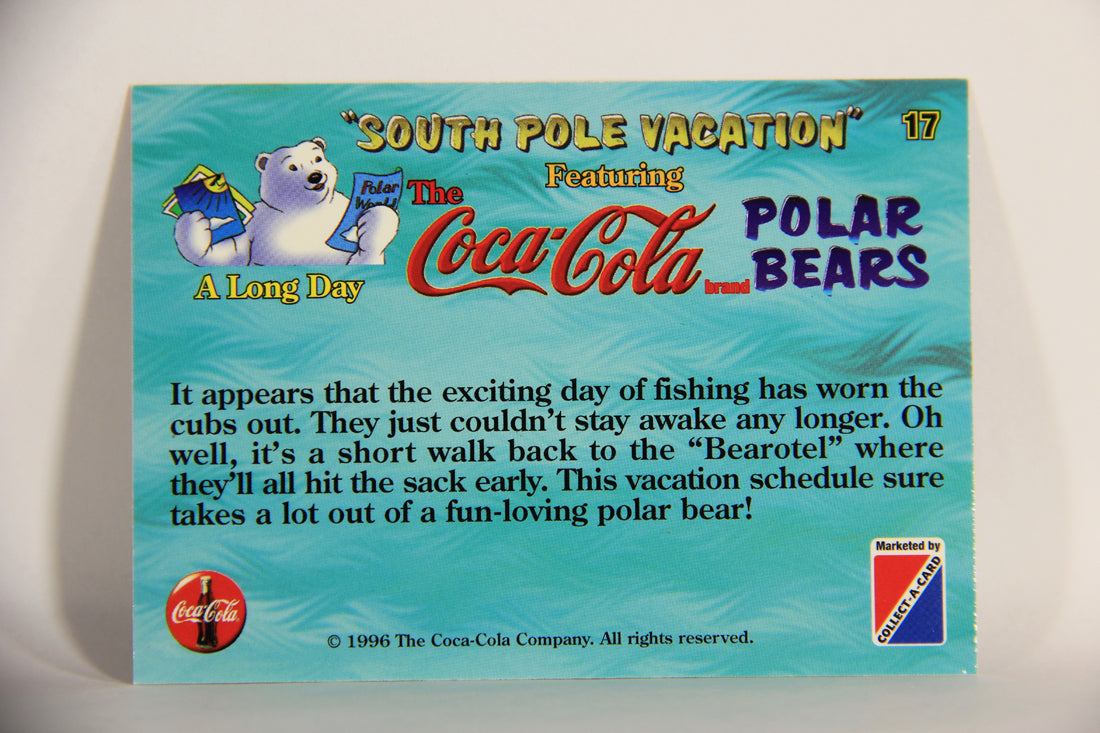 "SOUTH POLE VACATION"
17
Featuring
Polar
World
The
Coca-Cola
brand
POLAR
BEARS
A Long Day
It appears that the exciting day of fishing has worn the
cubs out. They just couldn't stay awake any longer. Oh
well, it's a short walk back to the "Bearotel" where
they'll all hit the sack early. This vacation schedule sure
takes a lot out of a fun-loving polar bear!
Marketed by
COLLECT-A-CARD
Coca-Cola
© 1996 The Coca-Cola Company. All rights reserved.